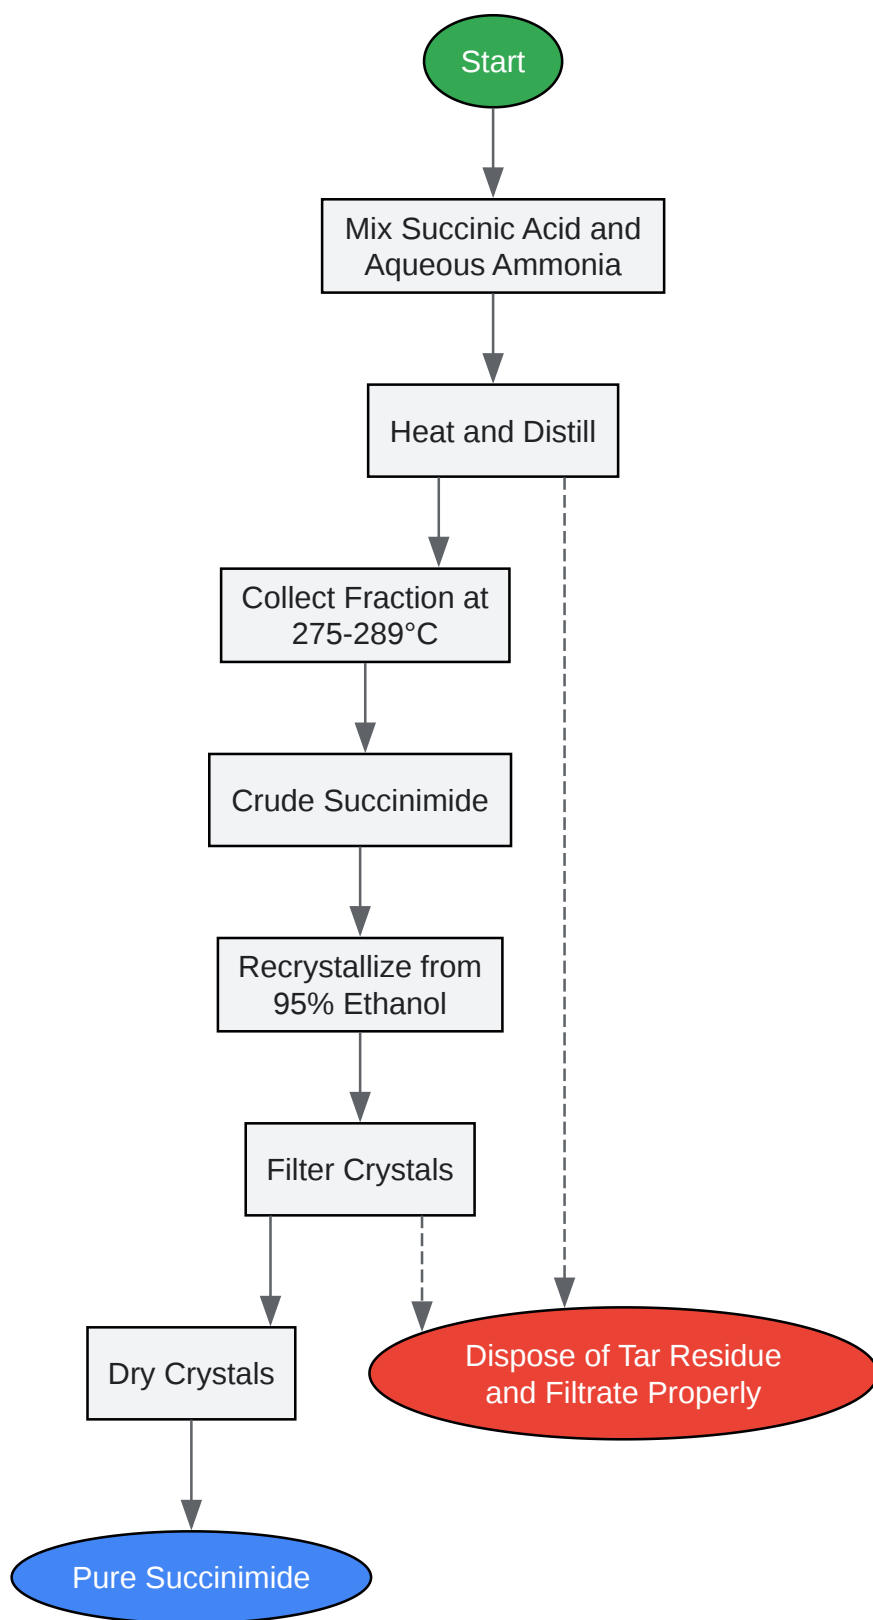 Start
Mix Succinic Acid and
Aqueous Ammonia
Heat and Distill
Collect Fraction at
275-289°C
Crude Succinimide
Recrystallize from
95% Ethanol
Filter Crystals
Dry Crystals
Dispose of Tar Residue
and Filtrate Properly
Pure Succinimide